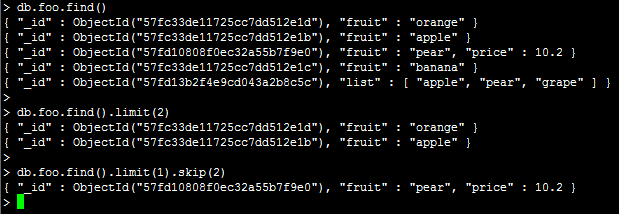 > db.foo.find()
{ "_id" : ObjectId("57fc33de11725cc7dd512e1d"), "fruit" : "orange" }
{ "_id" : ObjectId("57fc33de11725cc7dd512e1b"), "fruit" : "apple" }
{ "_id" : ObjectId("57fd10808f0ec32a55b7f9e0"), "fruit" : "pear", "price" : 10.2 }
{ "_id" : ObjectId("57fc33de11725cc7dd512e1c"), "fruit" : "banana" }
{ "_id" : ObjectId("57fd13b2f4e9cd043a2b8c5c"), "list" : [ "apple", "pear", "grape" ] }
>
> db.foo.find().limit(2)
{ "_id" : ObjectId("57fc33de11725cc7dd512e1d"), "fruit" : "orange" }
{ "_id" : ObjectId("57fc33de11725cc7dd512e1b"), "fruit" : "apple" }
>
> db.foo.find().limit(1).skip(2)
{ "_id" : ObjectId("57fd10808f0ec32a55b7f9e0"), "fruit" : "pear", "price" : 10.2 }
>